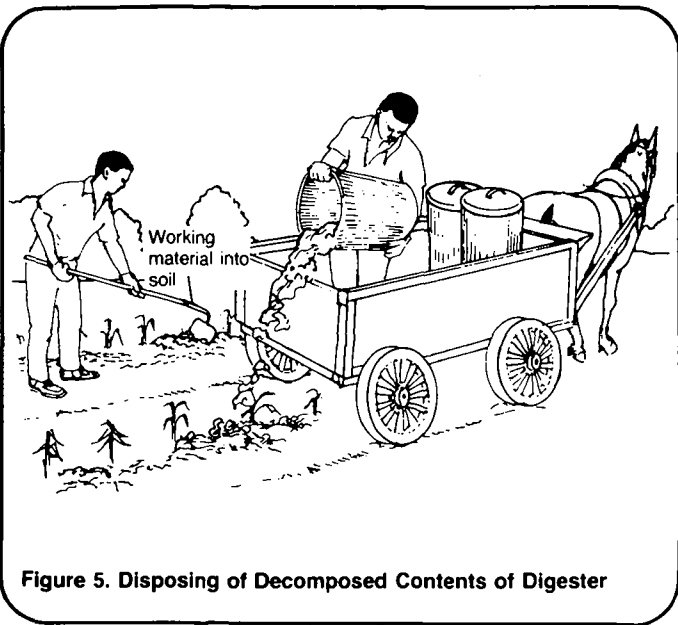 Working
material into
soil
Figure 5. Disposing of Decomposed Contents of Digester